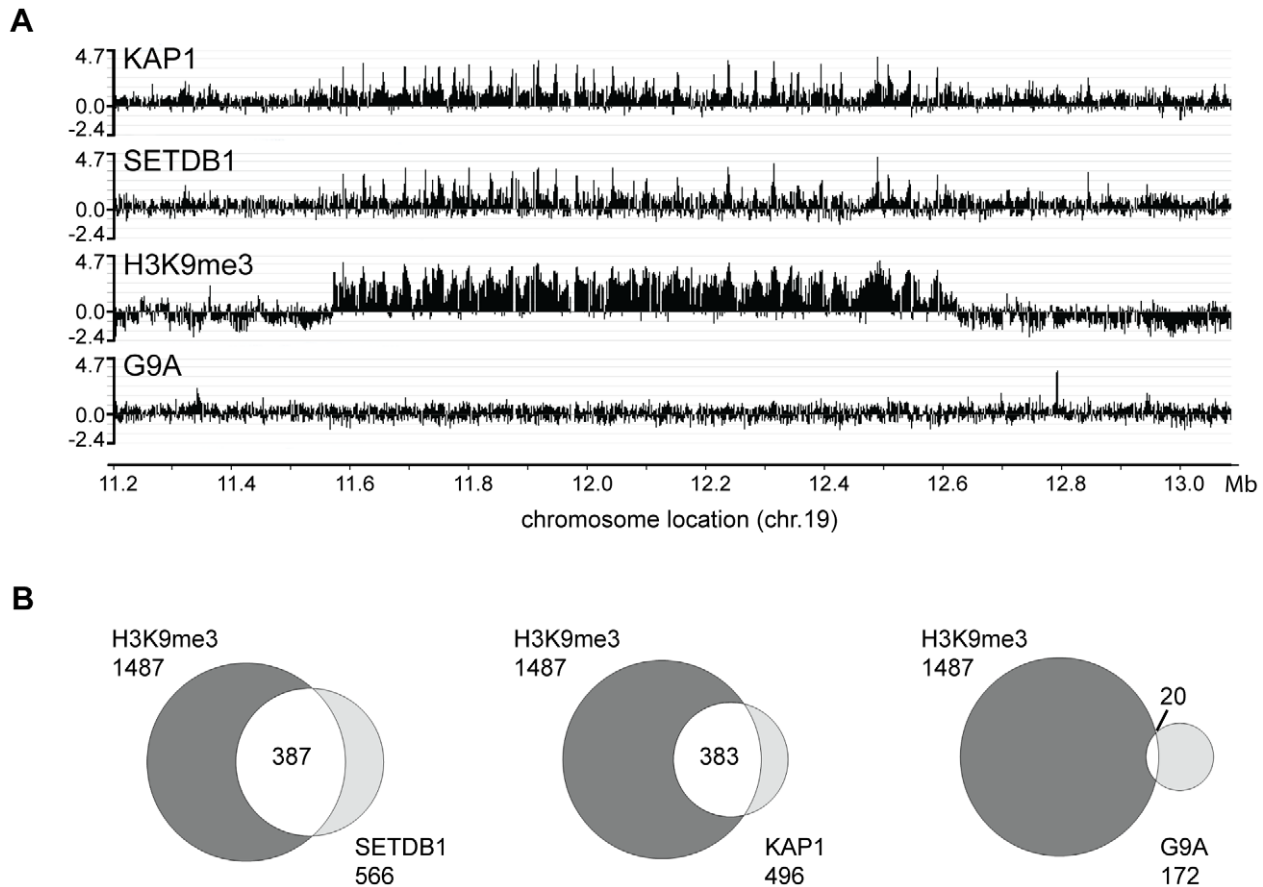 A
KAP1
4.7
0.0
-2.4
SETDB1
4.7
0.0
-2.4
H3K9me3
4.7
0.0
-2.4
G9A
4.7
0.0
-2.4
11.2 11.4 11.6 11.8 12.0 12.2 12.4 12.6 12.8 13.0 Mb
chromosome location (chr.19)
B
H3K9me3
1487
387
SETDB1
566
H3K9me3
1487
383
KAP1
496
H3K9me3
1487
20
G9A
172